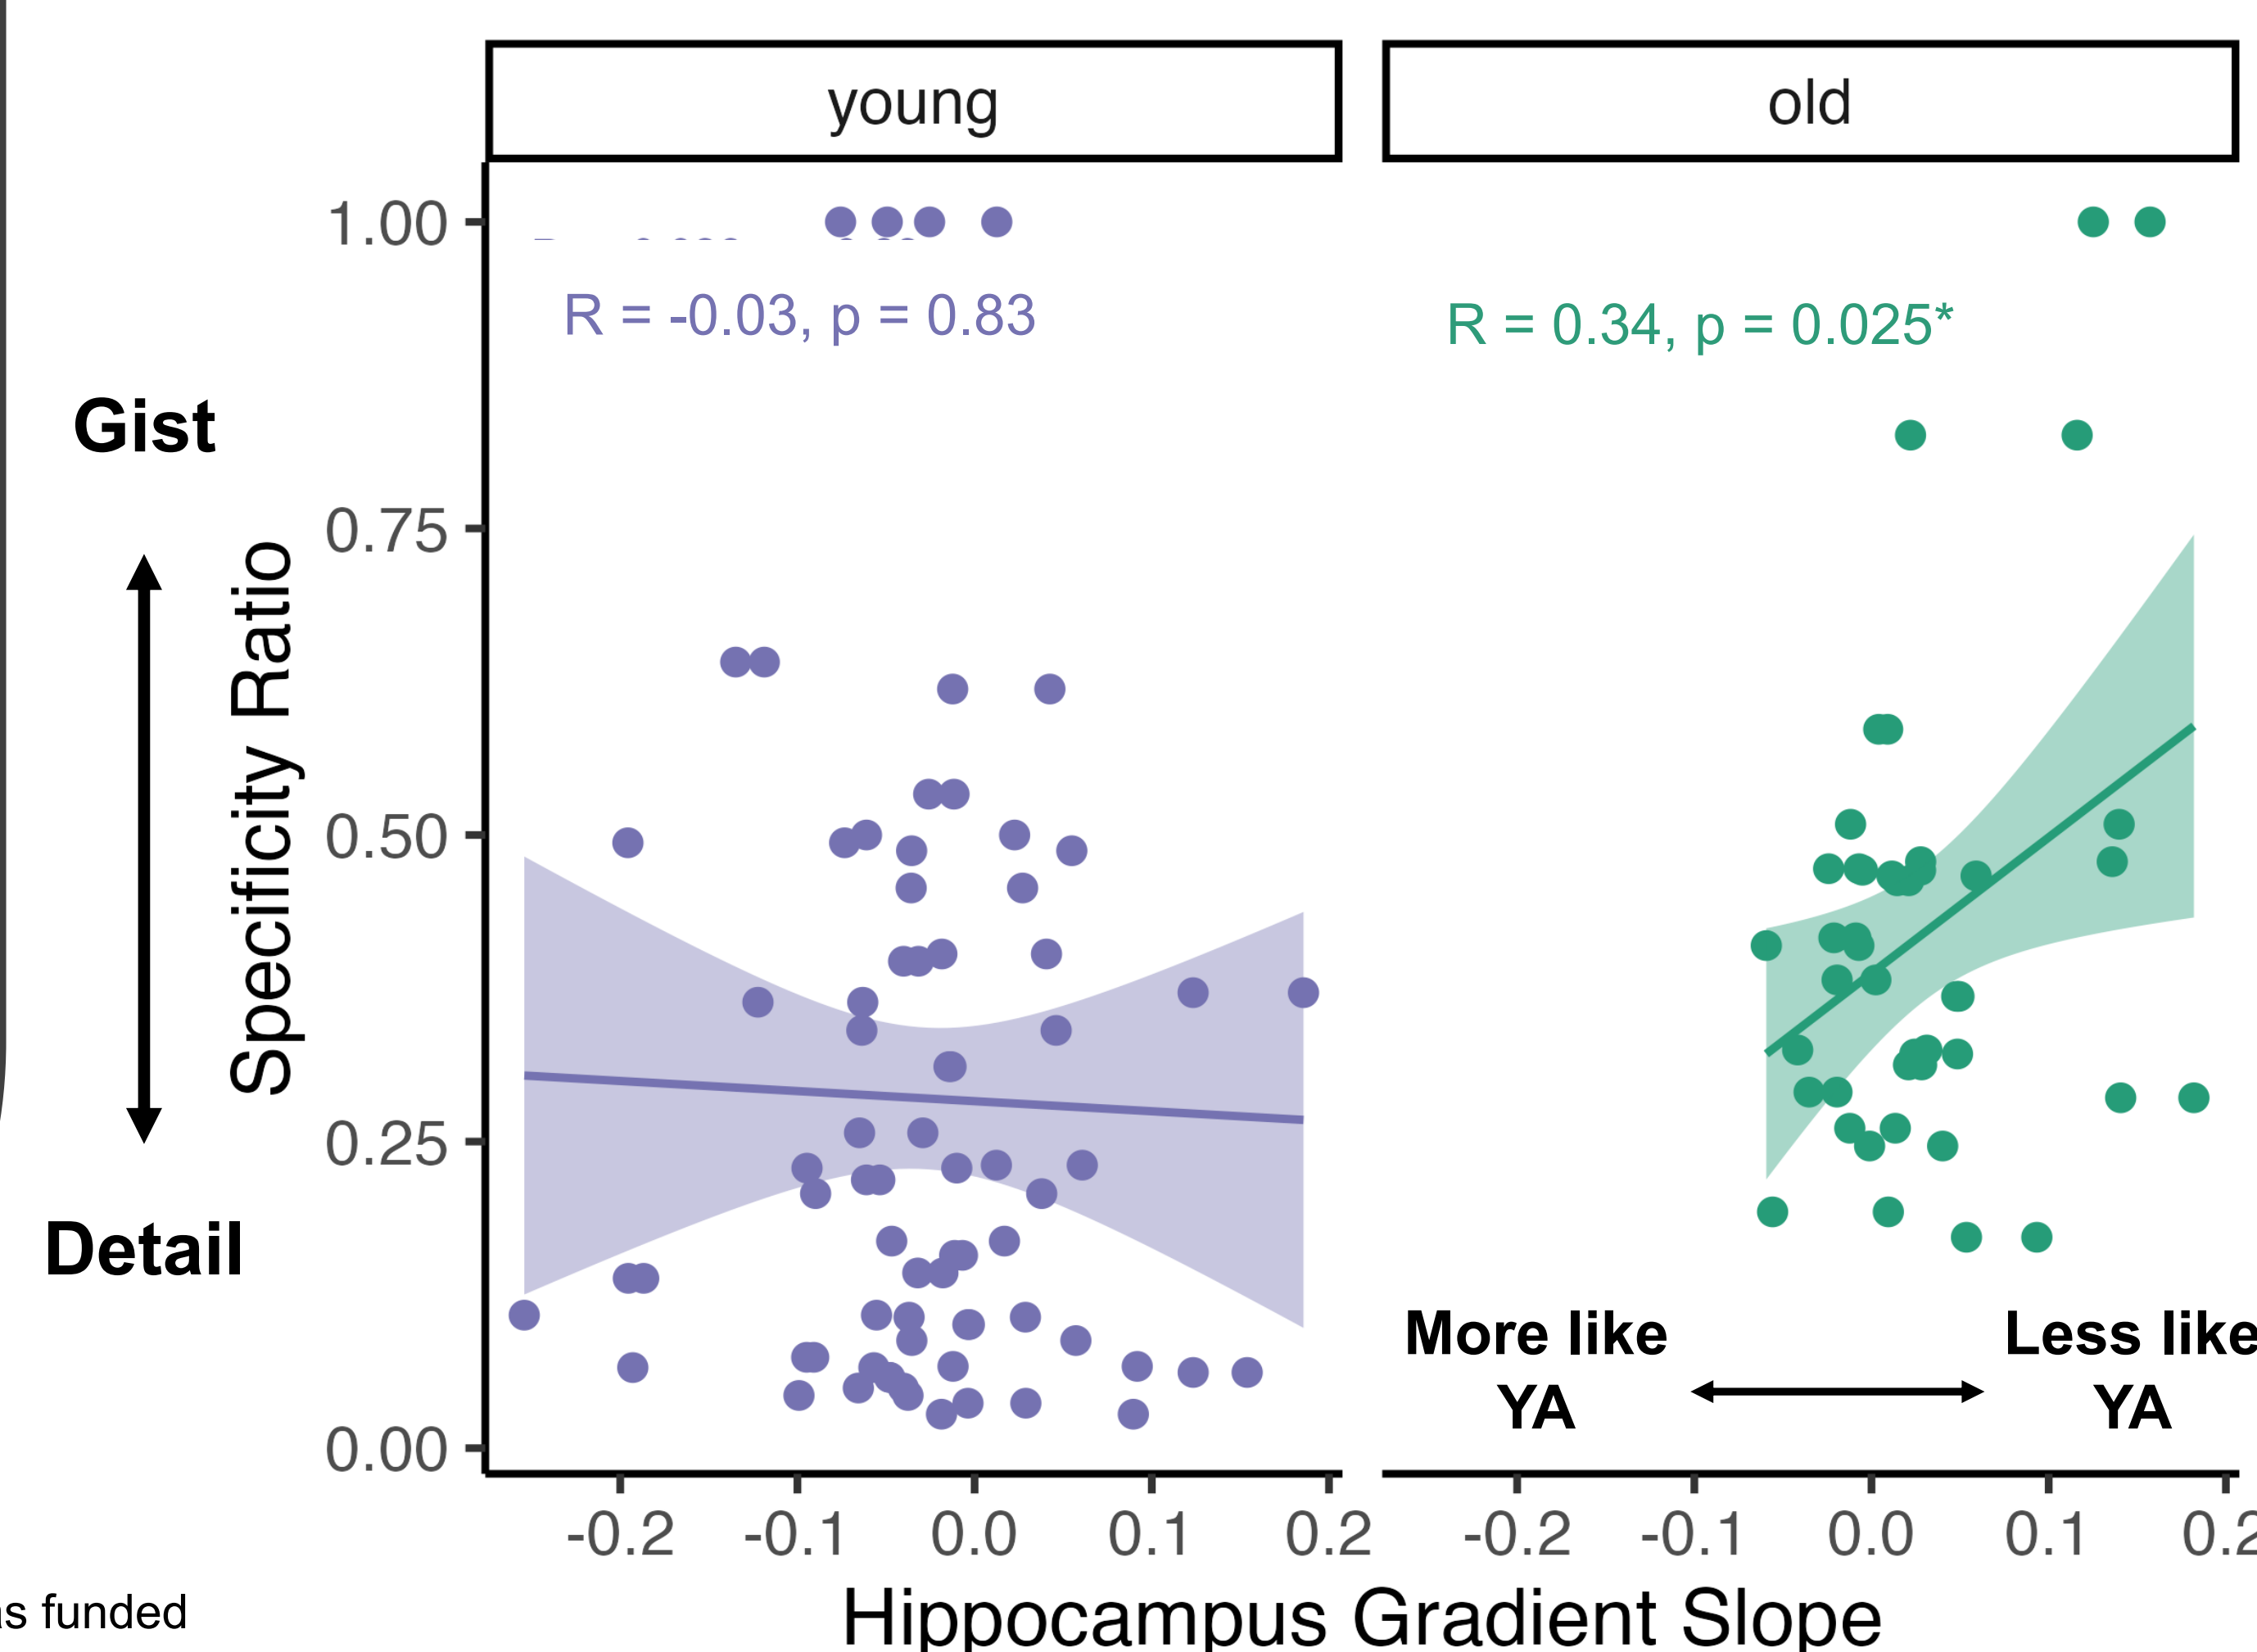 young
old
1.00
R = -0.03, p = 0.83
R = 0.34, p = 0.025*
Gist
0.75
Specificity Ratio
0.50
0.25
Detail
More like
YA
Less like
YA
0.00
-0.2 -0.1 0.0 0.1 0.2
-0.2 -0.1 0.0 0.1 0.2
Hippocampus Gradient Slope
funded